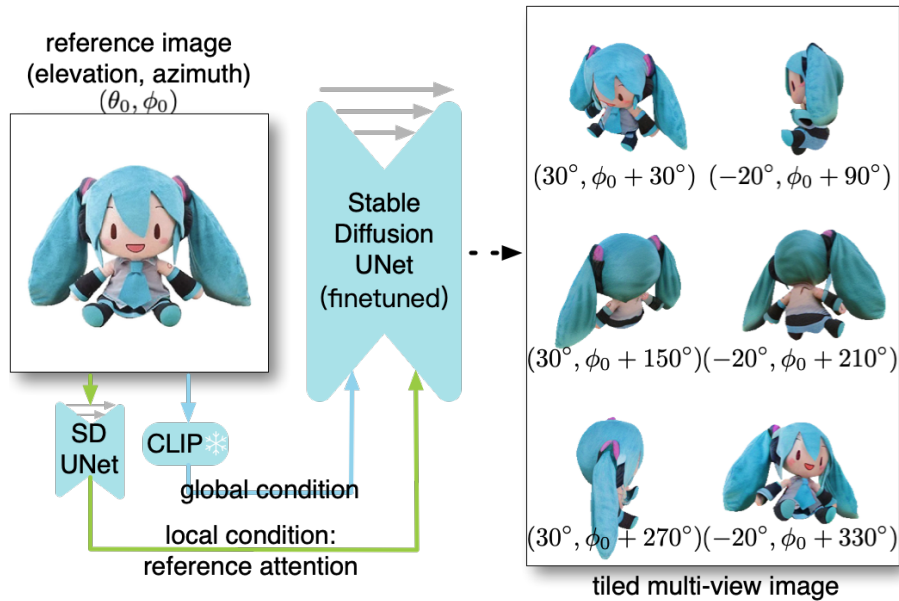 reference image
(elevation, azimuth)
(θ₀, ϕ₀)
SD
UNet
CLIP
global condition
local condition:
reference attention
Stable
Diffusion
UNet
(finetuned)
(30°, ϕ₀ + 30°) (−20°, ϕ₀ + 90°)
(30°, ϕ₀ + 150°)(−20°, ϕ₀ + 210°)
(30°, ϕ₀ + 270°)(−20°, ϕ₀ + 330°)
tiled multi-view image